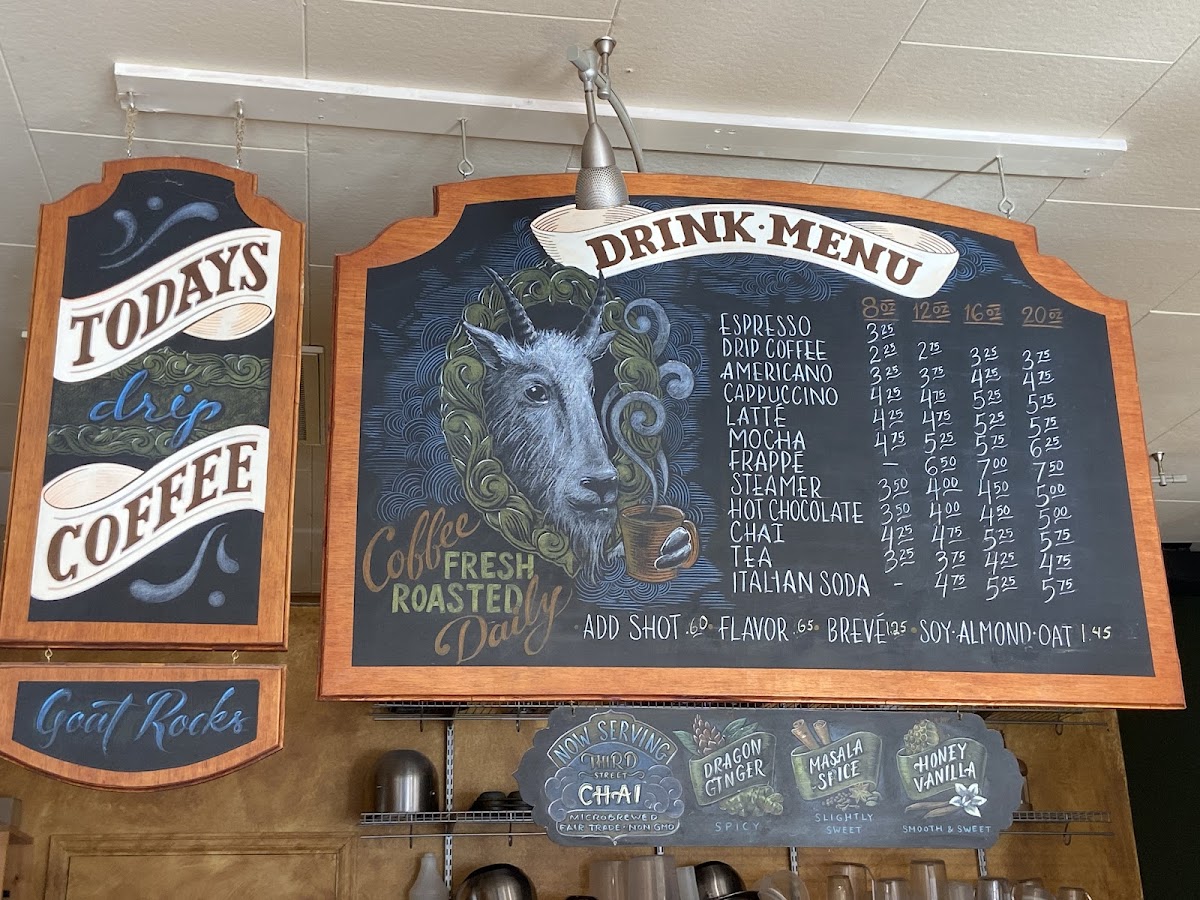 TODAYS
drip
COFFEE
Goat Rocks
DRINK·MENU
8oz 12oz 16oz 20oz
ESPRESSO 3 25
DRIP COFFEE 2 25 2 75 3 25 3 75
AMERICANO 3 25 3 75 4 25 4 75
CAPPUCCINO 4 25 4 75 5 25 5 75
LATTÉ 4 25 4 75 5 25 5 75
MOCHA 4 75 5 25 5 75 6 25
FRAPPE – 6 50 7 00 7 50
STEAMER 3 50 4 00 4 50 5 00
HOT CHOCOLATE 3 50 4 00 4 50 5 00
CHAI 4 25 4 75 5 25 5 75
TEA 3 25 3 75 4 25 4 75
ITALIAN SODA – 4 75 5 25 5 75
Coffee
FRESH
ROASTED
Daily
· ADD SHOT .60 · FLAVOR .65 · BREVÉ 1.25 · SOY·ALMOND·OAT 1.45
NOW SERVING
THIRD
STREET
CHAI
MICROBREWED
FAIR TRADE · NON GMO
DRAGON
GINGER
SPICY
MASALA
SPICE
SLIGHTLY
SWEET
HONEY
VANILLA
SMOOTH & SWEET